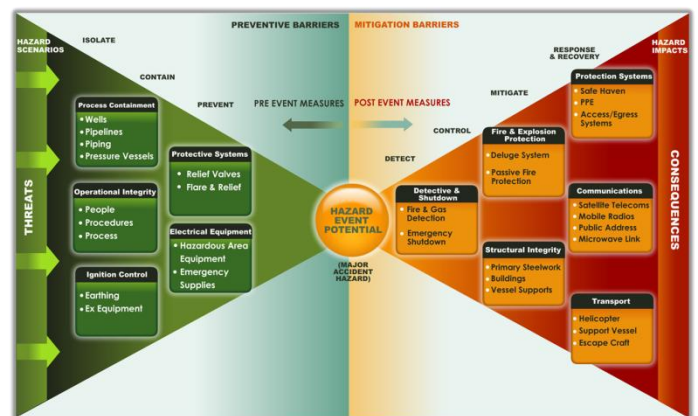 PREVENTIVE BARRIERS
MITIGATION BARRIERS
HAZARD
SCENARIOS
ISOLATE
CONTAIN
PREVENT
PRE EVENT MEASURES
POST EVENT MEASURES
DETECT
CONTROL
MITIGATE
RESPONSE
& RECOVERY
HAZARD
IMPACTS
THREATS
Process Containment
• Wells
• Pipelines
• Piping
• Pressure Vessels
Operational Integrity
• People
• Procedures
• Process
Ignition Control
• Earthing
• Ex Equipment
Protective Systems
• Relief Valves
• Flare & Relief
Electrical Equipment
• Hazardous Area
Equipment
• Emergency
Supplies
HAZARD
EVENT
POTENTIAL
(MAJOR
ACCIDENT
HAZARD)
Detective &
Shutdown
• Fire & Gas
Detection
• Emergency
Shutdown
Fire & Explosion
Protection
• Deluge System
• Passive Fire
Protection
Structural Integrity
• Primary Steelwork
• Buildings
• Vessel Supports
Protection Systems
• Safe Haven
• PPE
• Access/Egress
Systems
Communications
• Satellite Telecoms
• Mobile Radios
• Public Address
• Microwave Link
Transport
• Helicopter
• Support Vessel
• Escape Craft
CONSEQUENCES